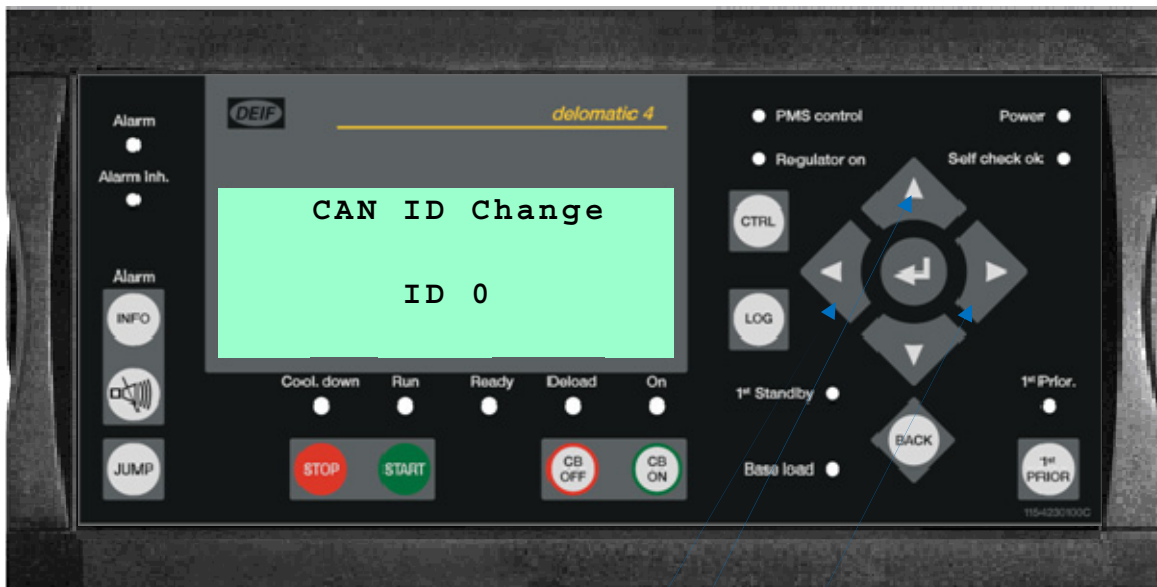 DEIF
delomatic 4
Alarm
Alarm Inh.
PMS control
Power
Regulator on
Self check ok
CAN ID Change
ID 0
CTRL
LOG
Alarm
INFO
JUMP
Cool. down
Run
Ready
Deload
On
STOP
START
CB OFF
CB ON
1st Standby
Base load
BACK
1st Prior.
1st PRIOR
115-4230100C